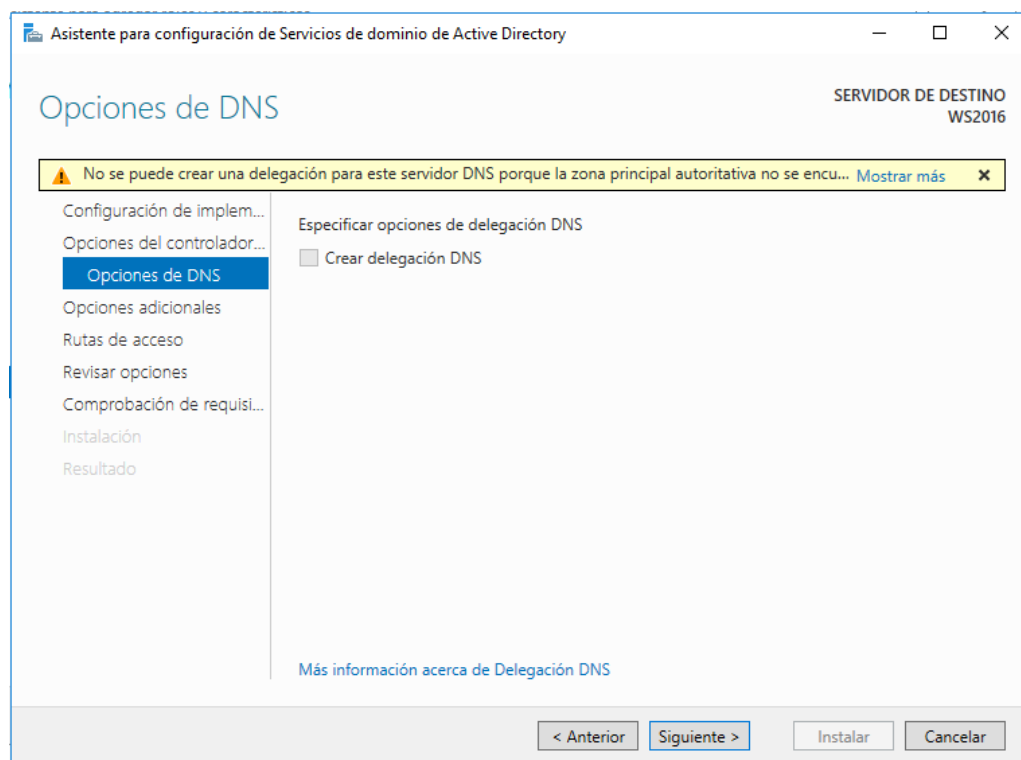 Asistente para configuración de Servicios de dominio de Active Directory
Opciones de DNS
SERVIDOR DE DESTINO
WS2016
No se puede crear una delegación para este servidor DNS porque la zona principal autoritativa no se encu... Mostrar más
Configuración de implem...
Opciones del controlador...
Opciones de DNS
Opciones adicionales
Rutas de acceso
Revisar opciones
Comprobación de requisi...
Instalación
Resultado
Especificar opciones de delegación DNS
Crear delegación DNS
Más información acerca de Delegación DNS
< Anterior
Siguiente >
Instalar
Cancelar